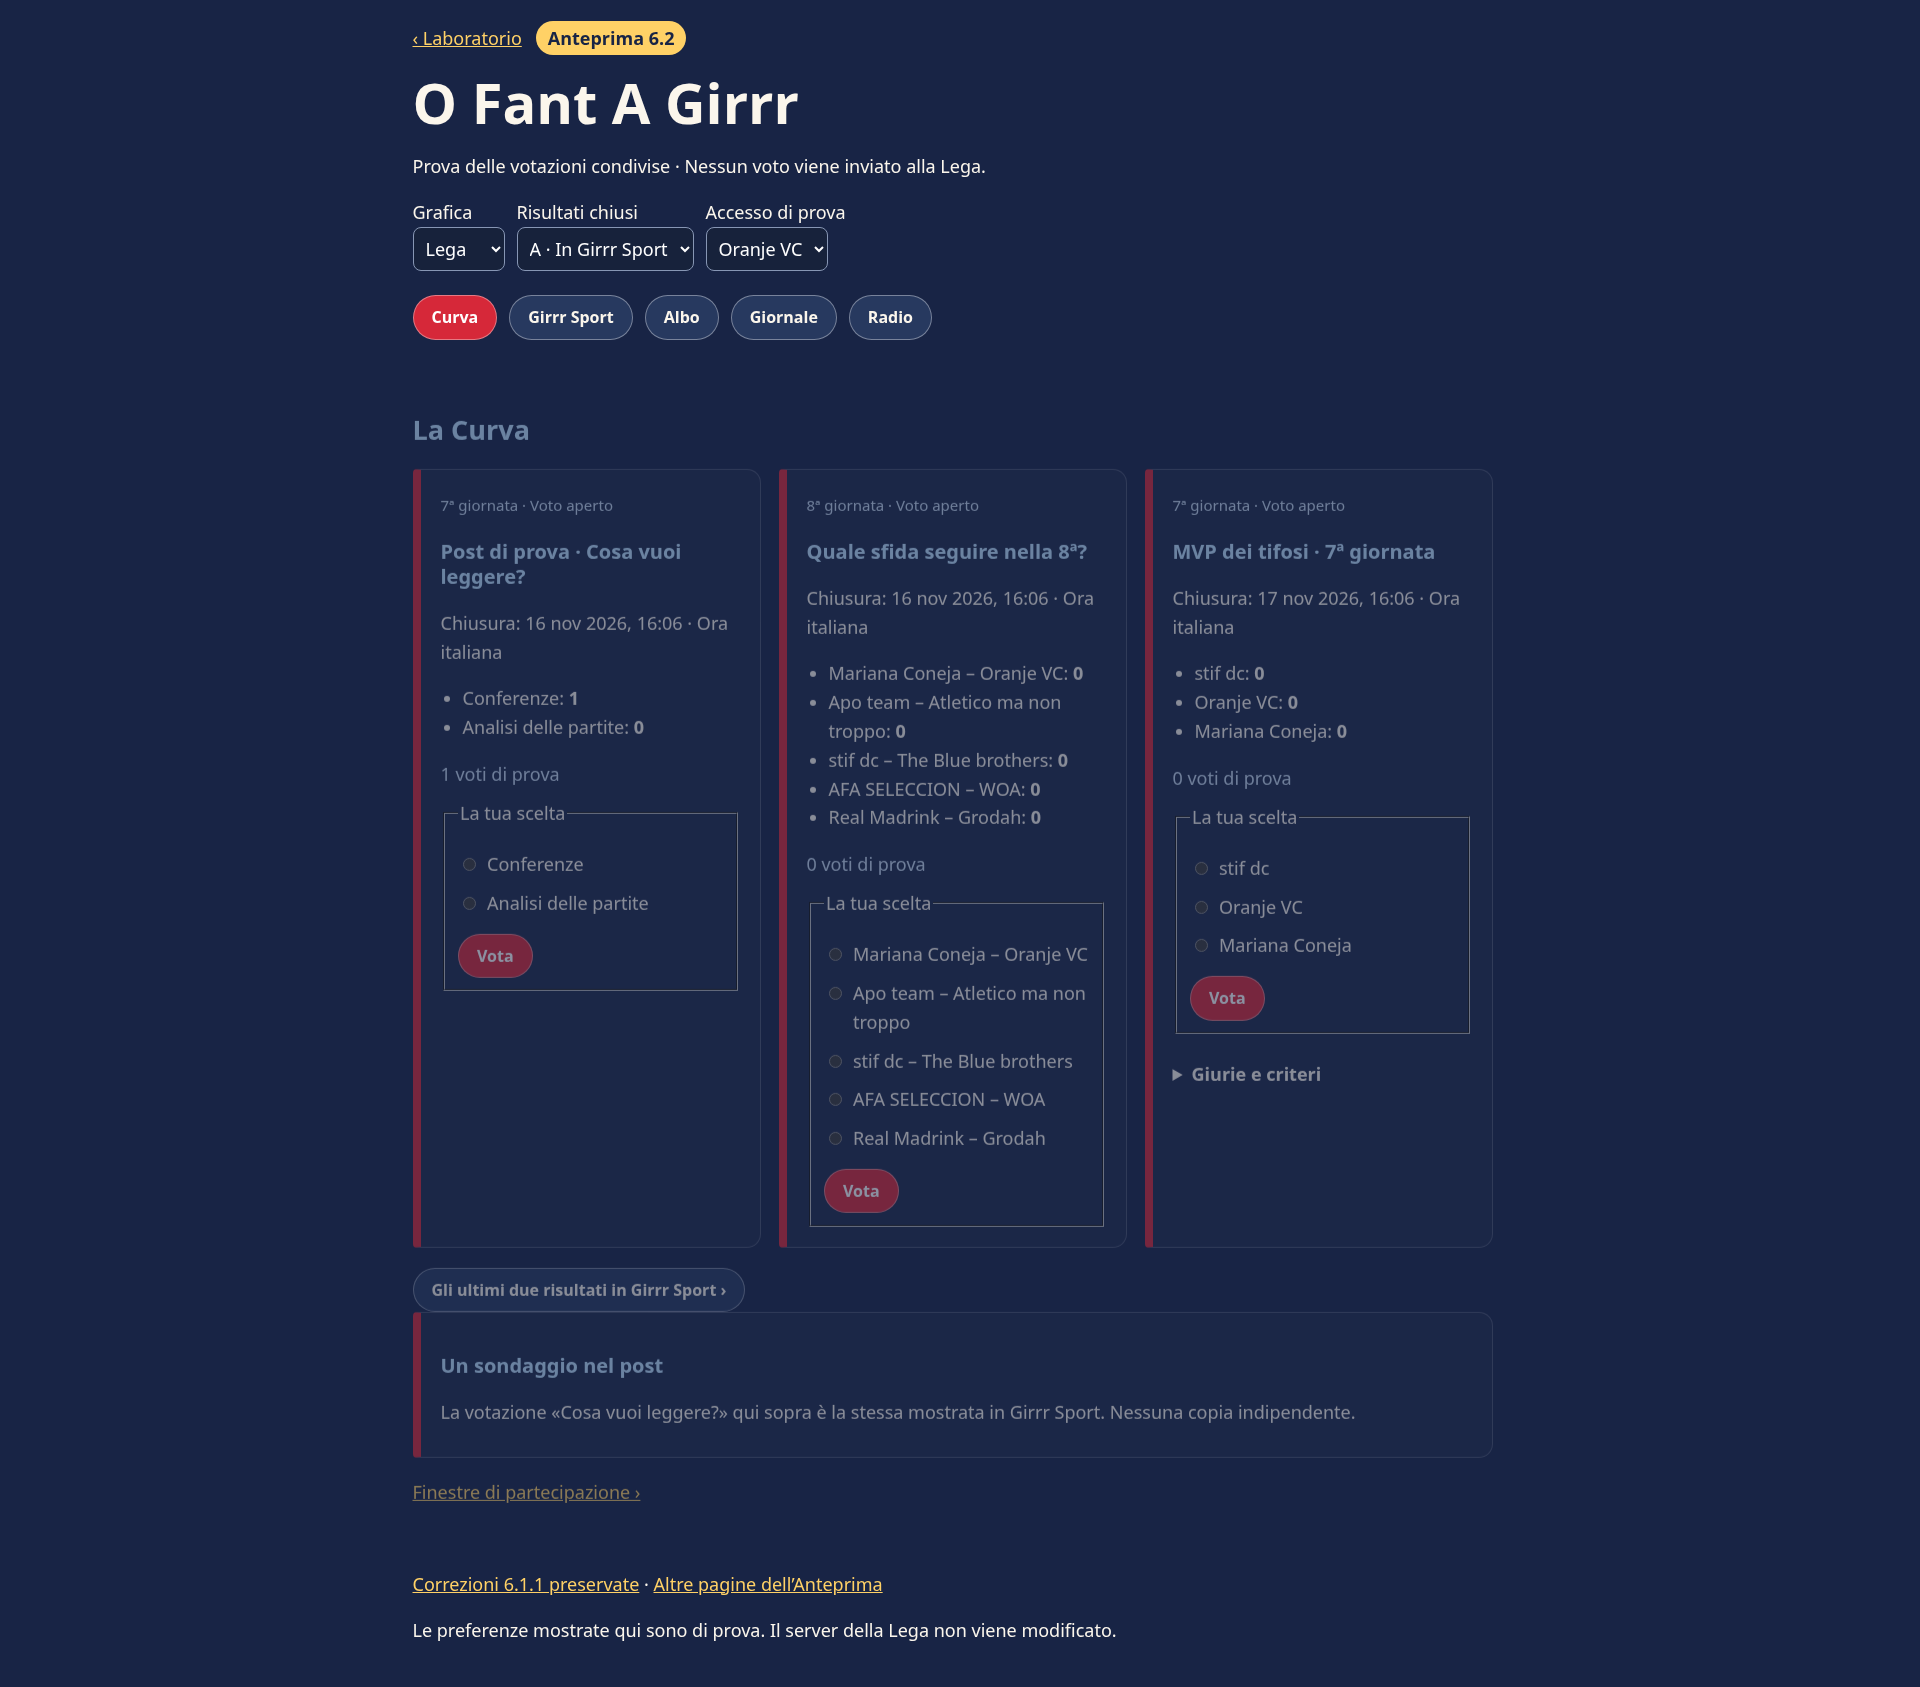 ‹ Laboratorio
Anteprima 6.2
O Fant A Girrr
Prova delle votazioni condivise · Nessun voto viene inviato alla Lega.
Grafica
Risultati chiusi
Accesso di prova
Lega
A · In Girrr Sport
Oranje VC
Curva
Girrr Sport
Albo
Giornale
Radio
La Curva
7ª giornata · Voto aperto
Post di prova · Cosa vuoi
leggere?
Chiusura: 16 nov 2026, 16:06 · Ora
italiana
• Conferenze: 1
• Analisi delle partite: 0
1 voti di prova
La tua scelta
Conferenze
Analisi delle partite
Vota
8ª giornata · Voto aperto
Quale sfida seguire nella 8ª?
Chiusura: 16 nov 2026, 16:06 · Ora
italiana
• Mariana Coneja – Oranje VC: 0
• Apo team – Atletico ma non
troppo: 0
• stif dc – The Blue brothers: 0
• AFA SELECCION – WOA: 0
• Real Madrink – Grodah: 0
0 voti di prova
La tua scelta
Mariana Coneja – Oranje VC
Apo team – Atletico ma non
troppo
stif dc – The Blue brothers
AFA SELECCION – WOA
Real Madrink – Grodah
Vota
7ª giornata · Voto aperto
MVP dei tifosi · 7ª giornata
Chiusura: 17 nov 2026, 16:06 · Ora
italiana
• stif dc: 0
• Oranje VC: 0
• Mariana Coneja: 0
0 voti di prova
La tua scelta
stif dc
Oranje VC
Mariana Coneja
Vota
▶ Giurie e criteri
Gli ultimi due risultati in Girrr Sport ›
Un sondaggio nel post
La votazione «Cosa vuoi leggere?» qui sopra è la stessa mostrata in Girrr Sport. Nessuna copia indipendente.
Finestre di partecipazione ›
Correzioni 6.1.1 preservate · Altre pagine dell’Anteprima
Le preferenze mostrate qui sono di prova. Il server della Lega non viene modificato.